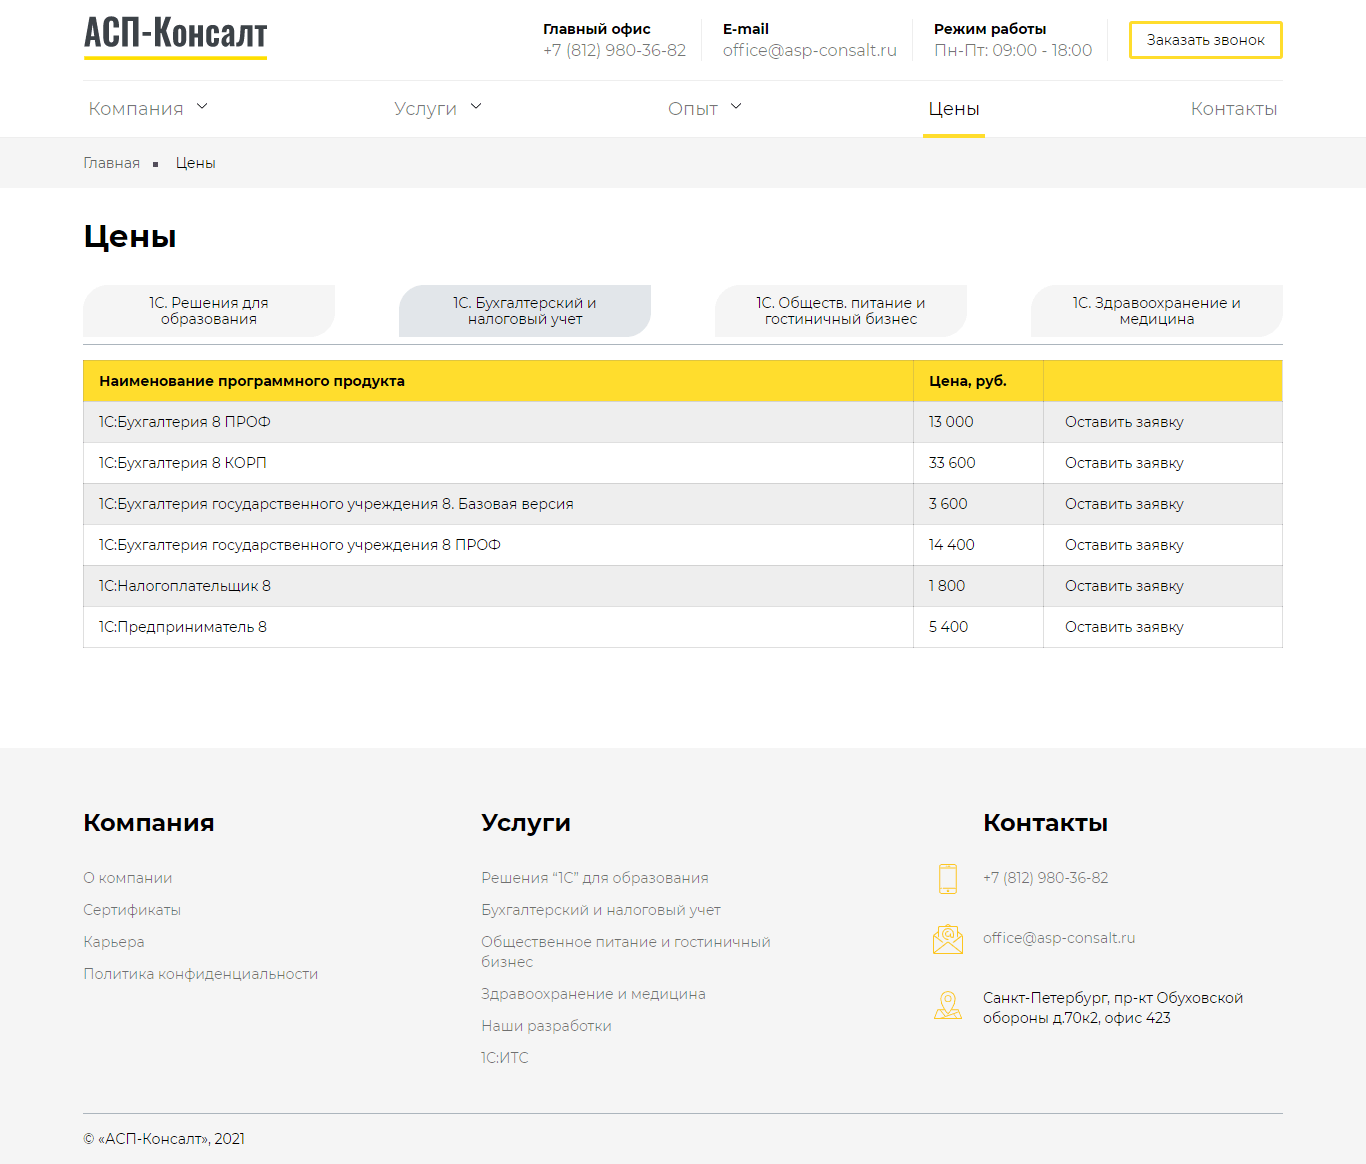 АСП-Консалт
Главный офис
+7 (812) 980-36-82
E-mail
office@asp-consalt.ru
Режим работы
Пн-Пт: 09:00 - 18:00
Заказать звонок
Компания
Услуги
Опыт
Цены
Контакты
Главная
Цены
Цены
1С. Решения для
образования
1С. Бухгалтерский и
налоговый учет
1С. Обществ. питание и
гостиничный бизнес
1С. Здравоохранение и
медицина
Наименование программного продукта
Цена, руб.
1С:Бухгалтерия 8 ПРОФ
13 000
Оставить заявку
1С:Бухгалтерия 8 КОРП
33 600
Оставить заявку
1С:Бухгалтерия государственного учреждения 8. Базовая версия
3 600
Оставить заявку
1С:Бухгалтерия государственного учреждения 8 ПРОФ
14 400
Оставить заявку
1С:Налогоплательщик 8
1 800
Оставить заявку
1С:Предприниматель 8
5 400
Оставить заявку
Компания
О компании
Сертификаты
Карьера
Политика конфиденциальности
Услуги
Решения “1С” для образования
Бухгалтерский и налоговый учет
Общественное питание и гостиничный
бизнес
Здравоохранение и медицина
Наши разработки
1С:ИТС
Контакты
+7 (812) 980-36-82
office@asp-consalt.ru
Санкт-Петербург, пр-кт Обуховской
обороны д.70к2, офис 423
© «АСП-Консалт», 2021